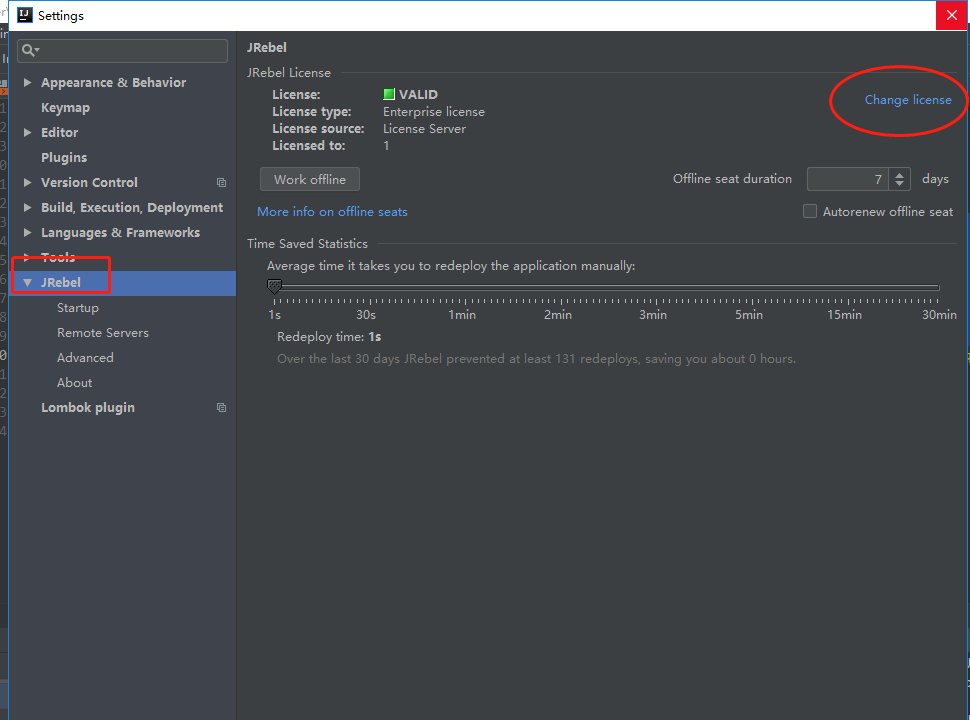 Settings
JRebel
JRebel License
Appearance & Behavior
Keymap
Editor
Plugins
Version Control
Build, Execution, Deployment
Languages & Frameworks
Tools
JRebel
Startup
Remote Servers
Advanced
About
Lombok plugin
License: VALID
License type: Enterprise license
License source: License Server
Licensed to: 1
Change license
Work offline
Offline seat duration 7 days
More info on offline seats
Autorenew offline seat
Time Saved Statistics
Average time it takes you to redeploy the application manually:
1s 30s 1min 2min 3min 5min 15min 30min
Redeploy time: 1s
Over the last 30 days JRebel prevented at least 131 redeploys, saving you about 0 hours.